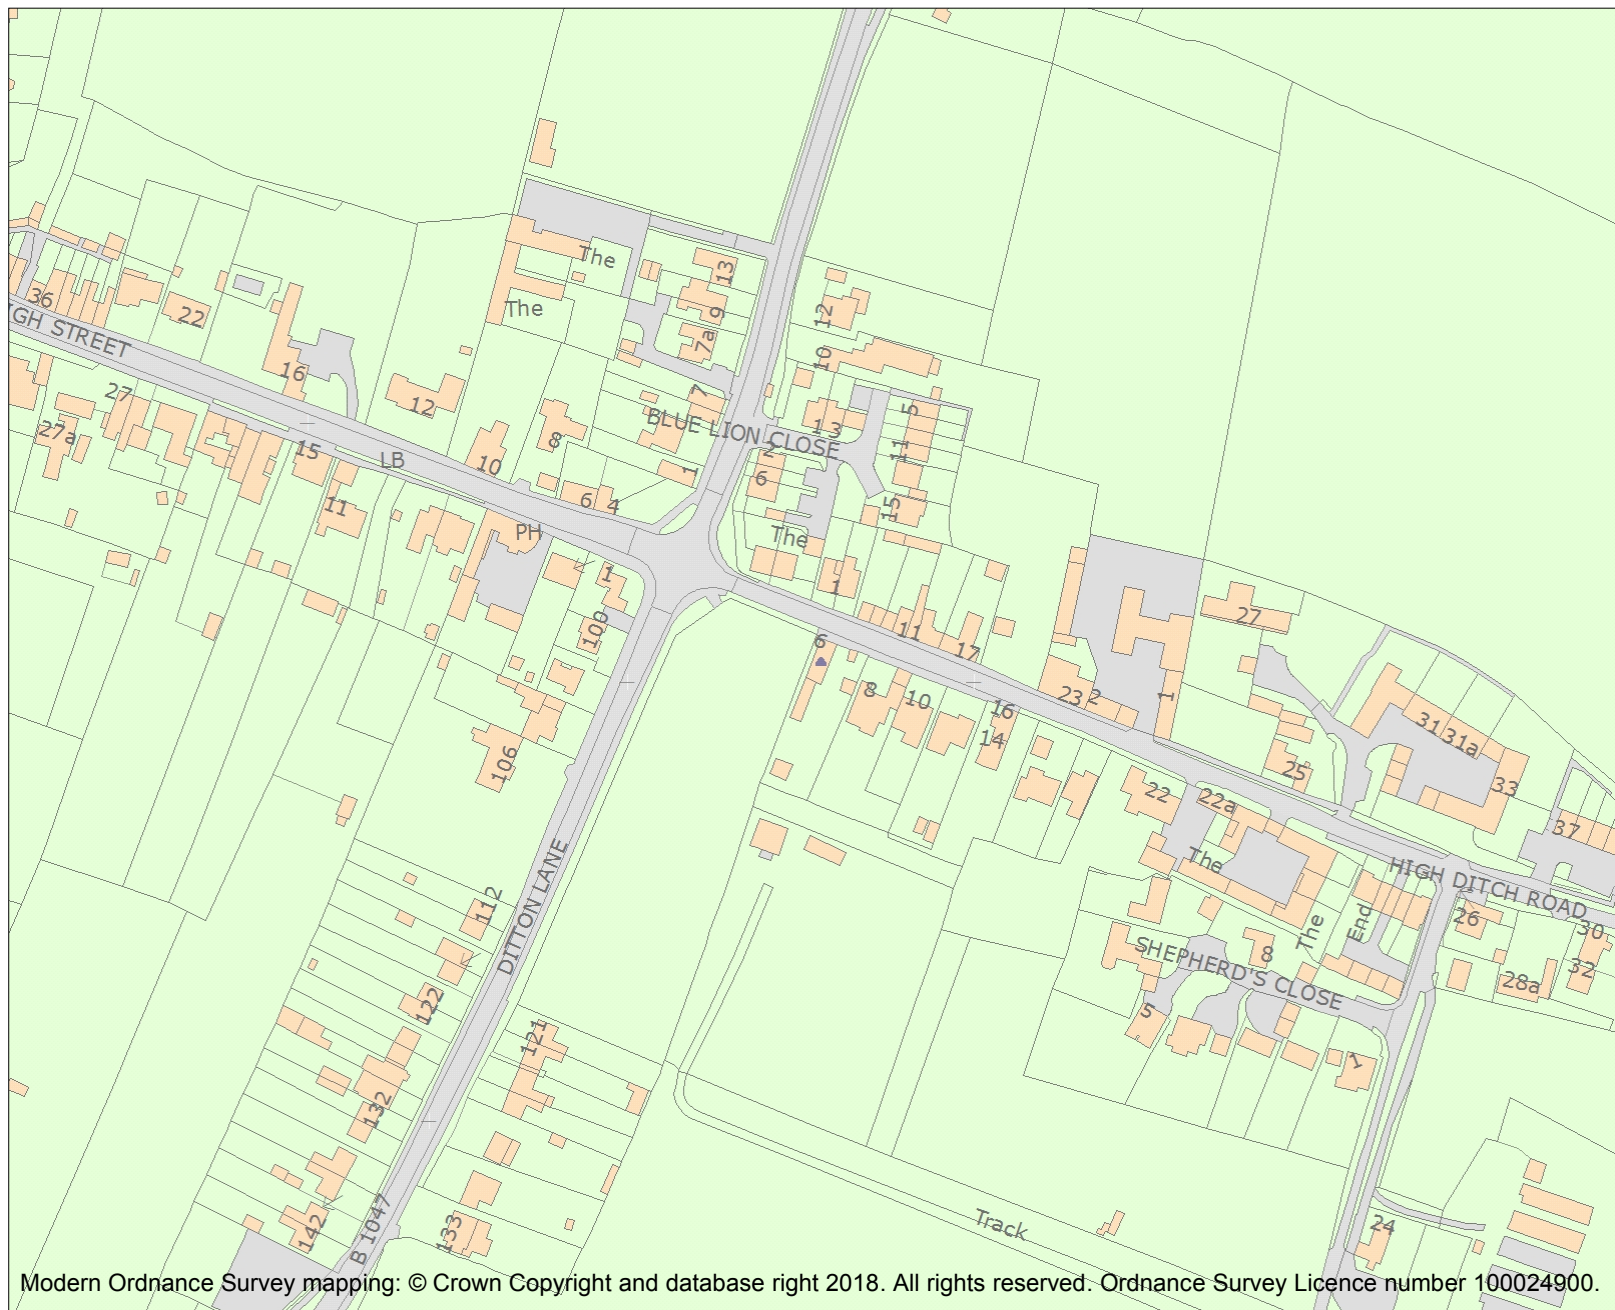 The
13
The
9
36
22
12
IGH STREET
7a
10
16
27
12
7
5
BLUE LION CLOSE
1
3
27a
8
11
15
LB
10
1
2
6
11
6
4
15
PH
The
1
1
100
27
6
11
17
8
10
23
2
1
16
14
31
31a
106
22
25
33
22a
37
The
HIGH DITCH ROAD
112
DITTON LANE
The
End
26
30
SHEPHERD'S CLOSE
8
32
28a
122
5
121
1
132
Track
24
142
133
B 1047
Modern Ordnance Survey mapping: © Crown Copyright and database right 2018. All rights reserved. Ordnance Survey Licence number 100024900.